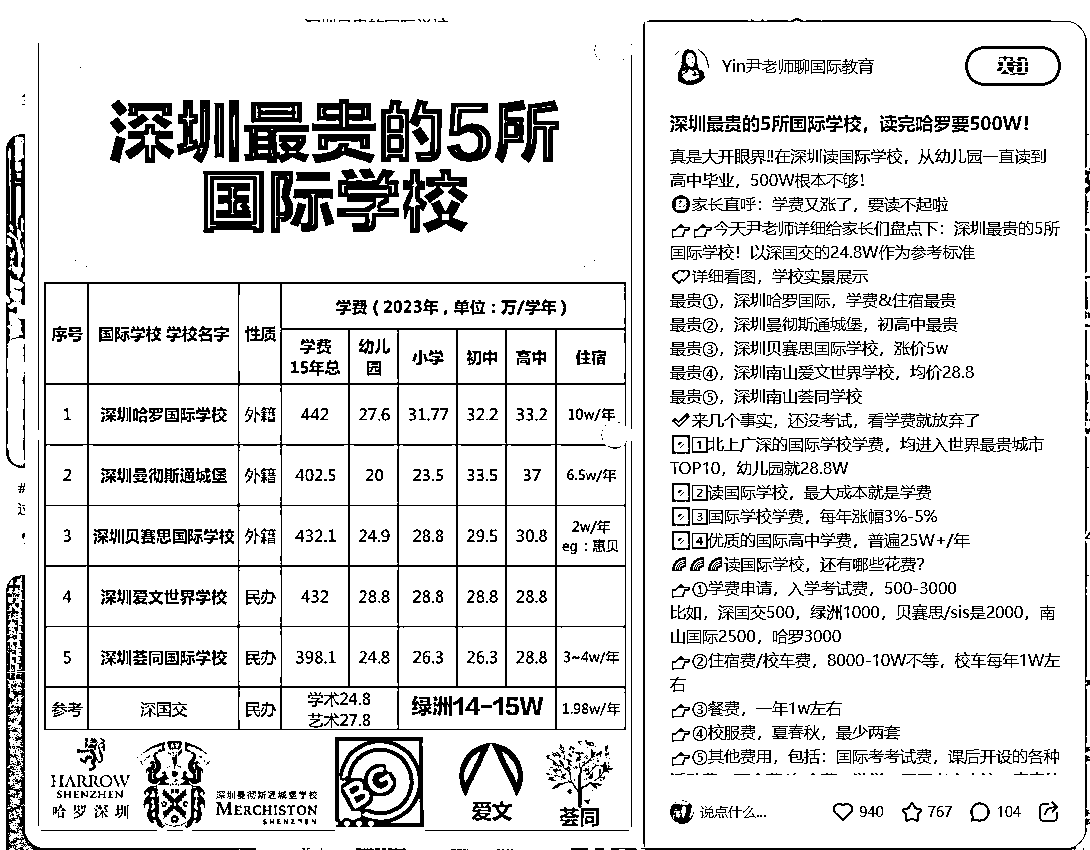 深圳最贵的5所
国际学校
学费（2023年，单位：万/学年）
序号 国际学校 学校名字 性质 学费15年总 幼儿园 小学 初中 高中 住宿
1 深圳哈罗国际学校 外籍 442 27.6 31.77 32.2 33.2 10w/年
2 深圳曼彻斯通城堡 外籍 402.5 20 23.5 33.5 37 6.5w/年
3 深圳贝赛思国际学校 外籍 432.1 24.9 28.8 29.5 30.8 2w/年 eg：惠贝
4 深圳爱文世界学校 民办 432 28.8 28.8 28.8 28.8
5 深圳荟同国际学校 民办 398.1 24.8 26.3 26.3 28.8 3~4w/年
参考 深国交 民办 学术24.8 艺术27.8 绿洲14-15W 1.98w/年
HARROW
SHENZHEN
哈罗深圳
深圳曼彻斯通城堡学校
MERCHISTON
SHENZHEN
BG
爱文
荟同
Yin尹老师聊国际教育
深圳最贵的5所国际学校，读完哈罗要500W！
真是大开眼界!!在深圳读国际学校，从幼儿园一直读到
高中毕业，500W根本不够！
家长直呼：学费又涨了，要读不起啦
今天尹老师详细给家长们盘点下：深圳最贵的5所
国际学校！以深国交的24.8W作为参考标准
详细看图，学校实景展示
最贵①，深圳哈罗国际，学费&住宿最贵
最贵②，深圳曼彻斯通城堡，初高中最贵
最贵③，深圳贝赛思国际学校，涨价5w
最贵④，深圳南山爱文世界学校，均价28.8
最贵⑤，深圳南山荟同学校
✔来几个事实，还没考试，看学费就放弃了
1北上广深的国际学校学费，均进入世界最贵城市
TOP10，幼儿园就28.8W
2读国际学校，最大成本就是学费
3国际学校学费，每年涨幅3%-5%
4优质的国际高中学费，普遍25W+/年
读国际学校，还有哪些花费？
①学费申请，入学考试费，500-3000
比如，深国交500，绿洲1000，贝赛思/sis是2000，南
山国际2500，哈罗3000
②住宿费/校车费，8000-10W不等，校车每年1W左
右
③餐费，一年1w左右
④校服费，夏春秋，最少两套
⑤其他费用，包括：国际考考试费，课后开设的各种
说点什么...
940
767
104